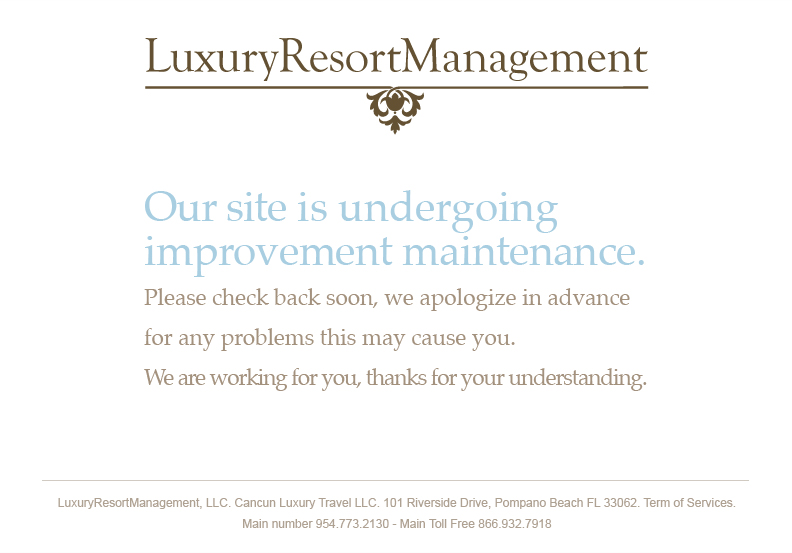 LuxuryResortManagement
Our site is undergoing
improvement maintenance.
Please check back soon, we apologize in advance
for any problems this may cause you.
We are working for you, thanks for your understanding.
LuxuryResortManagement, LLC. Cancun Luxury Travel LLC. 101 Riverside Drive, Pompano Beach FL 33062. Term of Services.
Main number 954.773.2130 - Main Toll Free 866.932.7918